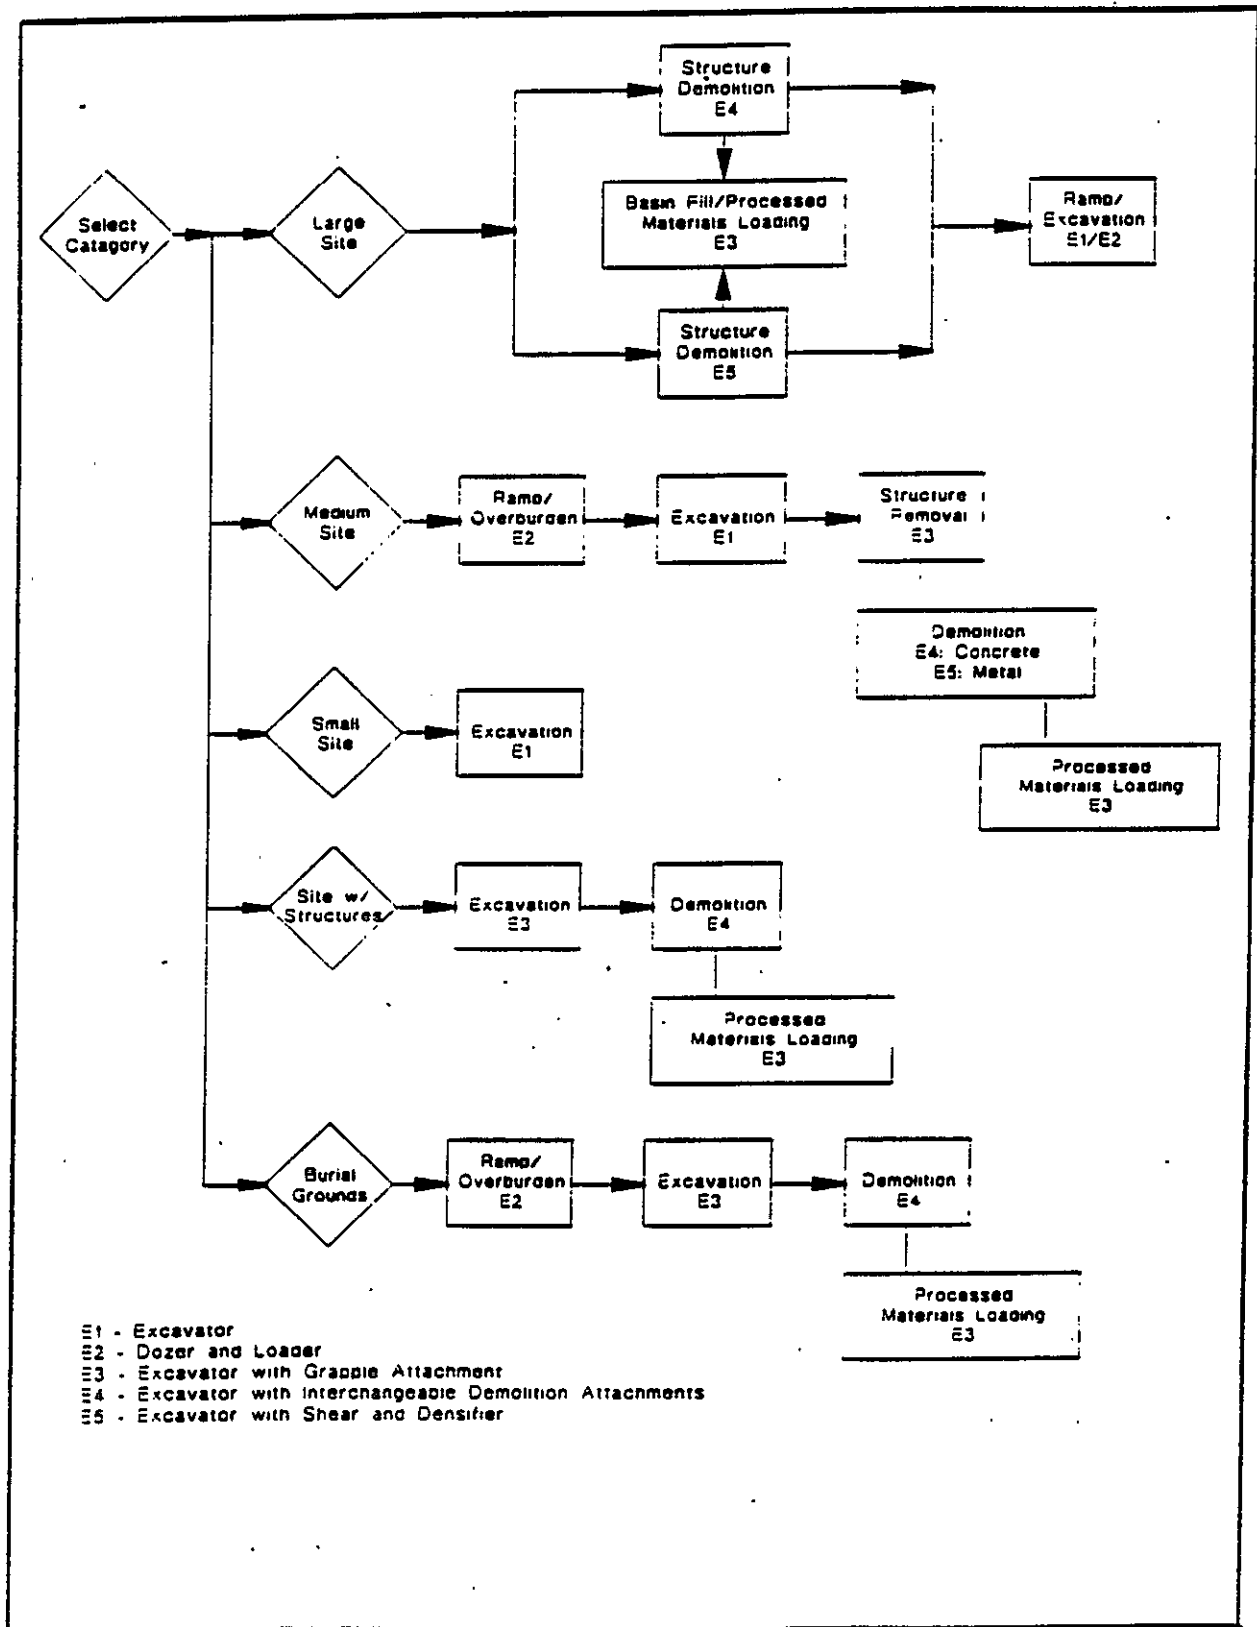 Structure
Demolition
E4
Select
Catagory
Large
Site
Basin Fill/Processed
Materials Loading
E3
Ramp/
Excavation
E1/E2
Structure
Demolition
E5
Medium
Site
Ramp/
Overburden
E2
Excavation
E1
Structure
Removal
E3
Demolition
E4: Concrete
E5: Metal
Small
Site
Excavation
E1
Processed
Materials Loading
E3
Site w/
Structures
Excavation
E3
Demolition
E4
Processed
Materials Loading
E3
Burial
Grounds
Ramp/
Overburden
E2
Excavation
E3
Demolition
E4
Processed
Materials Loading
E3
E1 - Excavator
E2 - Dozer and Loader
E3 - Excavator with Grapple Attachment
E4 - Excavator with Interchangeable Demolition Attachments
E5 - Excavator with Shear and Densifier